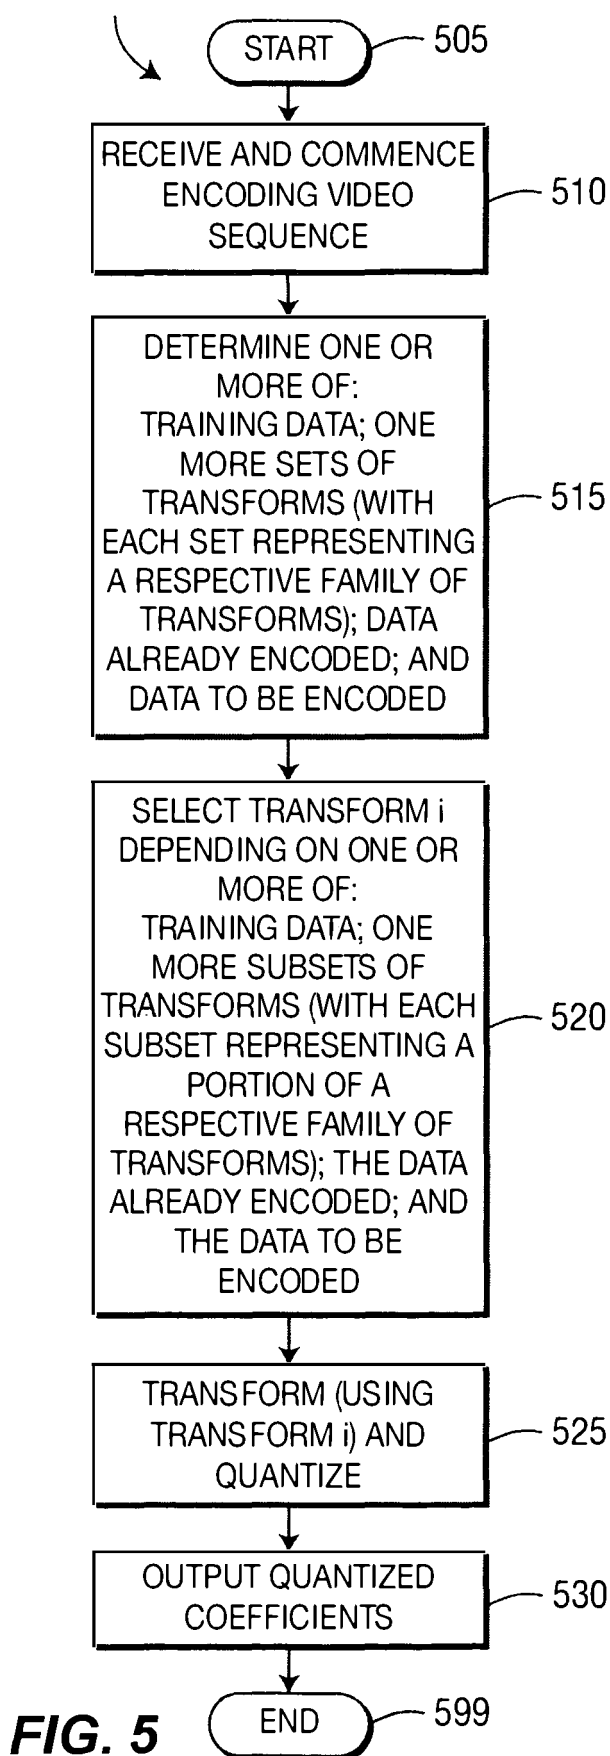 START
505
RECEIVE AND COMMENCE
ENCODING VIDEO
SEQUENCE
510
DETERMINE ONE OR
MORE OF:
TRAINING DATA; ONE
MORE SETS OF
TRANSFORMS (WITH
EACH SET REPRESENTING
A RESPECTIVE FAMILY OF
TRANSFORMS); DATA
ALREADY ENCODED; AND
DATA TO BE ENCODED
515
SELECT TRANSFORM i
DEPENDING ON ONE OR
MORE OF:
TRAINING DATA; ONE
MORE SUBSETS OF
TRANSFORMS (WITH EACH
SUBSET REPRESENTING A
PORTION OF A
RESPECTIVE FAMILY OF
TRANSFORMS); THE DATA
ALREADY ENCODED; AND
THE DATA TO BE
ENCODED
520
TRANSFORM (USING
TRANSFORM i) AND
QUANTIZE
525
OUTPUT QUANTIZED
COEFFICIENTS
530
END
599
FIG. 5